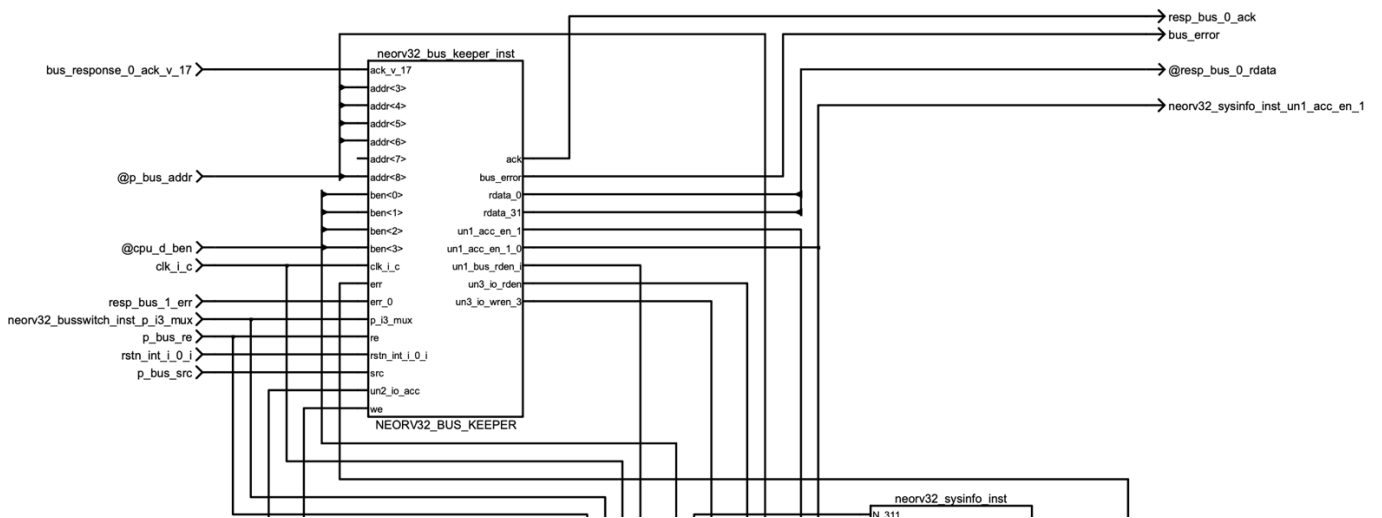 resp_bus_0_ack
bus_error
neorv32_bus_keeper_inst
bus_response_0_ack_v_17
ack_v_17
@resp_bus_0_rdata
addr<3>
addr<4>
neorv32_sysinfo_inst_un1_acc_en_1
addr<5>
addr<6>
addr<7>
ack
@p_bus_addr
addr<8>
bus_error
ben<0>
rdata_0
ben<1>
rdata_31
ben<2>
un1_acc_en_1
@cpu_d_ben
ben<3>
un1_acc_en_1_0
clk_i_c
clk_i_c
un1_bus_rden_i
err
un3_io_rden
resp_bus_1_err
err_0
un3_io_wren_3
neorv32_busswitch_inst_p_i3_mux
p_i3_mux
p_bus_re
re
rstn_int_i_0_i
rstn_int_i_0_i
p_bus_src
src
un2_io_acc
we
NEORV32_BUS_KEEPER
neorv32_sysinfo_inst
N_311